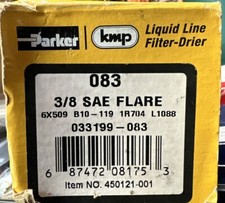 Parker
kmp
Liquid Line
Filter-Drier
083
3/8 SAE FLARE
6X509 B10-119 1R704 L1088
033199-083
6 87472 08175 3
Item NO. 450121-001